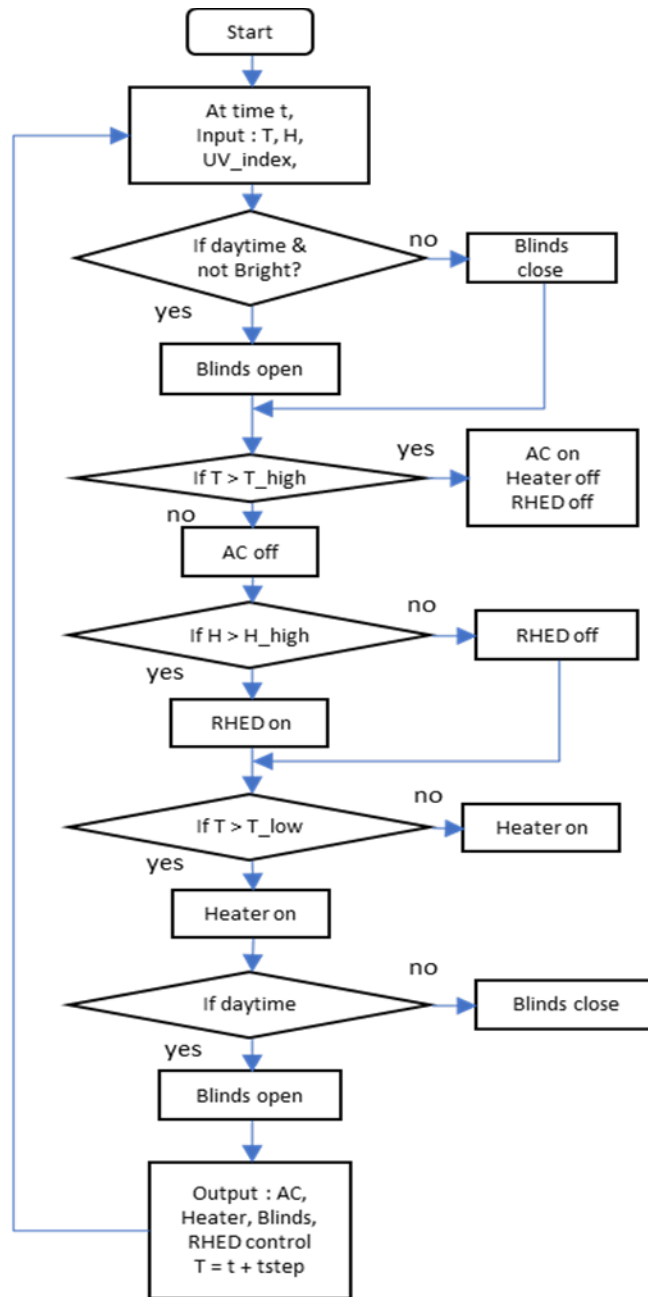 Start
At time t,
Input : T, H,
UV_index,
If daytime &
not Bright?
no
Blinds
close
yes
Blinds open
If T > T_high
yes
AC on
Heater off
RHED off
no
AC off
If H > H_high
no
RHED off
yes
RHED on
If T > T_low
no
Heater on
yes
Heater on
If daytime
no
Blinds close
yes
Blinds open
Output : AC,
Heater, Blinds,
RHED control
T = t + tstep